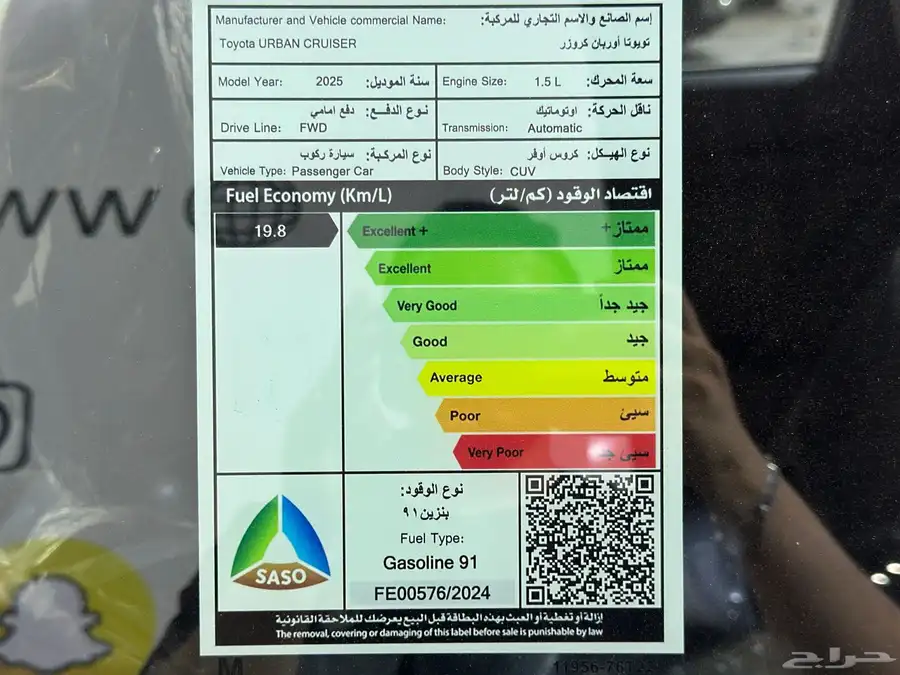 Manufacturer and Vehicle commercial Name: إسم الصانع والاسم التجاري للمركبة:
Toyota URBAN CRUISER تويوتا أوربان كروزر
Model Year: 2025 سنة الموديل:
Engine Size: 1.5 L سعة المحرك:
نوع الدفع: دفع امامي
Drive Line: FWD
ناقل الحركة: اوتوماتيك
Transmission: Automatic
نوع المركبة: سيارة ركوب
Vehicle Type: Passenger Car
نوع الهيكل: كروس أوفر
Body Style: CUV
Fuel Economy (Km/L) اقتصاد الوقود (كم/لتر)
19.8
Excellent + ممتاز+
Excellent ممتاز
Very Good جيد جداً
Good جيد
Average متوسط
Poor سيئ
Very Poor سيئ
نوع الوقود:
بنزين ٩١
Fuel Type:
Gasoline 91
FE00576/2024
SASO
إزالة أو تغطية أو العبث بهذه البطاقة قبل البيع يعرضك للملاحقة القانونية
The removal, covering or damaging of this label before sale is punishable by law
حراج